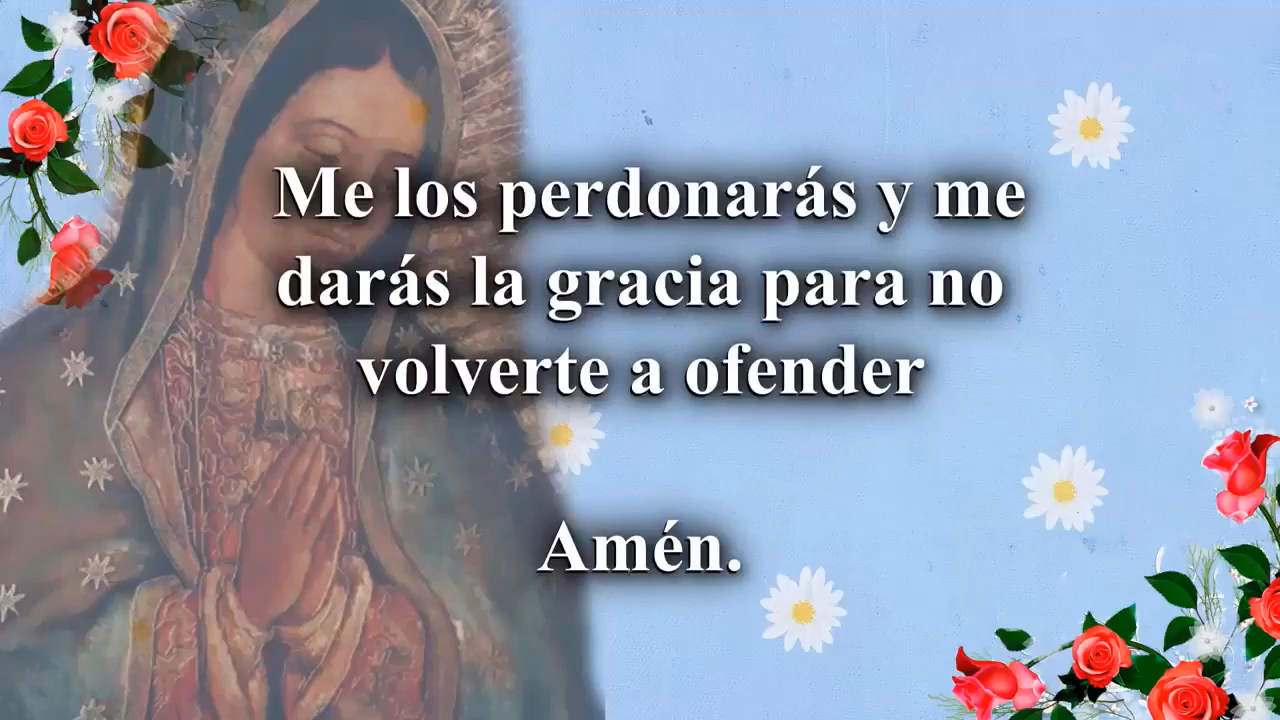 Me los perdonarás y me
darás la gracia para no
volverte a ofender
Amén.